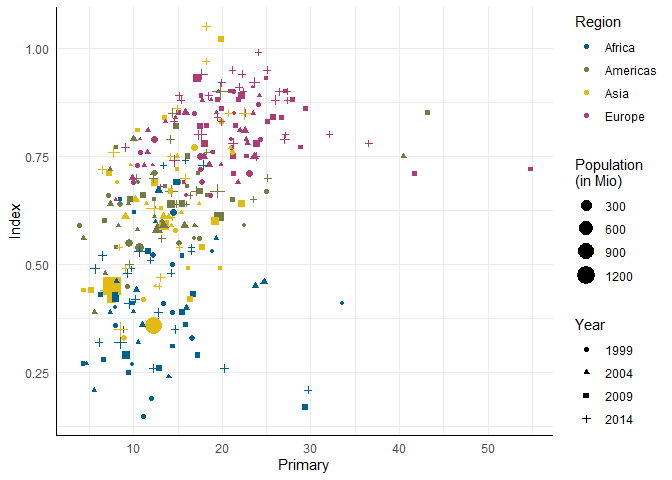 Region
Africa
Americas
Asia
Europe
Population
(in Mio)
300
600
900
1200
Year
1999
2004
2009
2014
Index
1.00
0.75
0.50
0.25
10
20
30
40
50
Primary